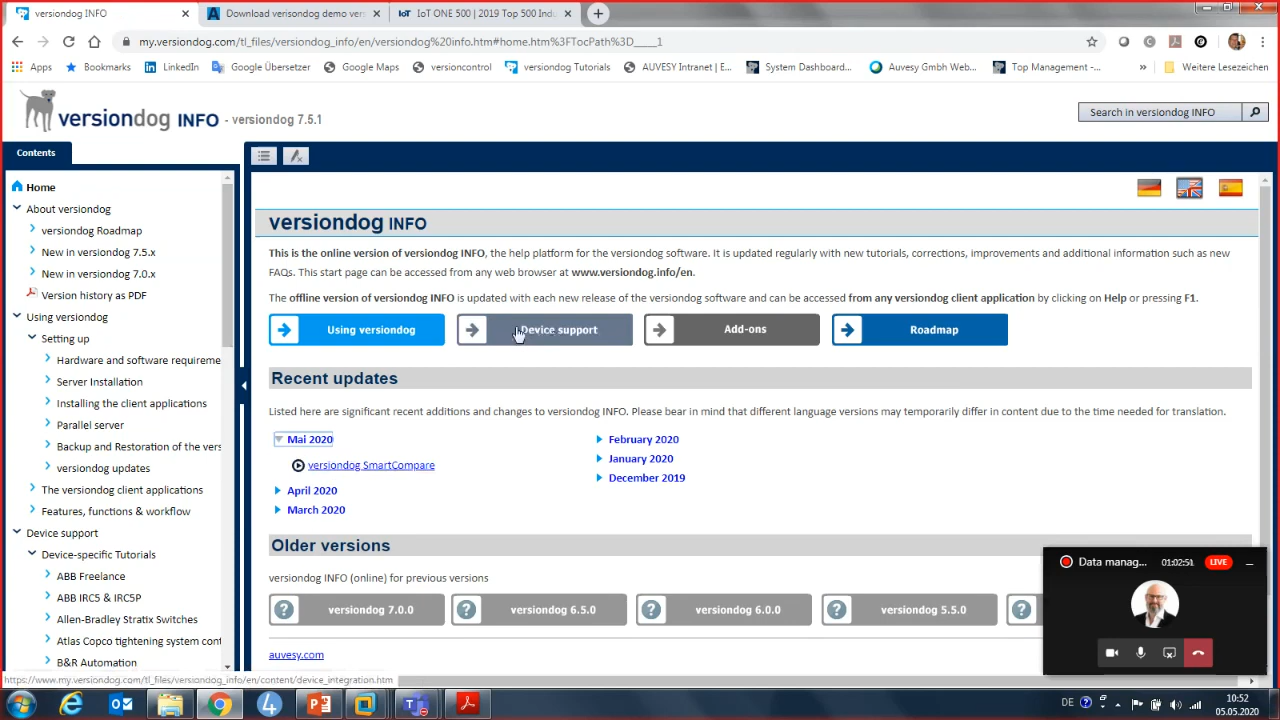 versiondog INFO
Download verisondog demo ver
IoT ONE 500 | 2019 Top 500 Indu
my.versiondog.com/tl_files/versiondog_info/en/versiondog%20info.htm#home.htm%3FTocPath%3D____1
Apps
Bookmarks
LinkedIn
Google Übersetzer
Google Maps
versioncontrol
versiondog Tutorials
AUVESY Intranet | E...
System Dashboard...
Auvesy Gmbh Web...
Top Management -...
»
Weitere Lesezeichen
versiondog INFO - versiondog 7.5.1
Search in versiondog INFO
Contents
Home
About versiondog
versiondog Roadmap
New in versiondog 7.5.x
New in versiondog 7.0.x
Version history as PDF
Using versiondog
Setting up
Hardware and software requireme
Server Installation
Installing the client applications
Parallel server
Backup and Restoration of the vers
versiondog updates
The versiondog client applications
Features, functions & workflow
Device support
Device-specific Tutorials
ABB Freelance
ABB IRC5 & IRC5P
Allen-Bradley Stratix Switches
Atlas Copco tightening system cont
B&R Automation
versiondog INFO
This is the online version of versiondog INFO, the help platform for the versiondog software. It is updated regularly with new tutorials, corrections, improvements and additional information such as new
FAQs. This start page can be accessed from any web browser at www.versiondog.info/en.
The offline version of versiondog INFO is updated with each new release of the versiondog software and can be accessed from any versiondog client application by clicking on Help or pressing F1.
Using versiondog
Device support
Add-ons
Roadmap
Recent updates
Listed here are significant recent additions and changes to versiondog INFO. Please bear in mind that different language versions may temporarily differ in content due to the time needed for translation.
Mai 2020
versiondog SmartCompare
April 2020
March 2020
February 2020
January 2020
December 2019
Older versions
versiondog INFO (online) for previous versions
versiondog 7.0.0
versiondog 6.5.0
versiondog 6.0.0
versiondog 5.5.0
auvesy.com
Data manag...
01:02:51
LIVE
https://www.my.versiondog.com/tl_files/versiondog_info/en/content/device_integration.htm
DE
10:52
05.05.2020